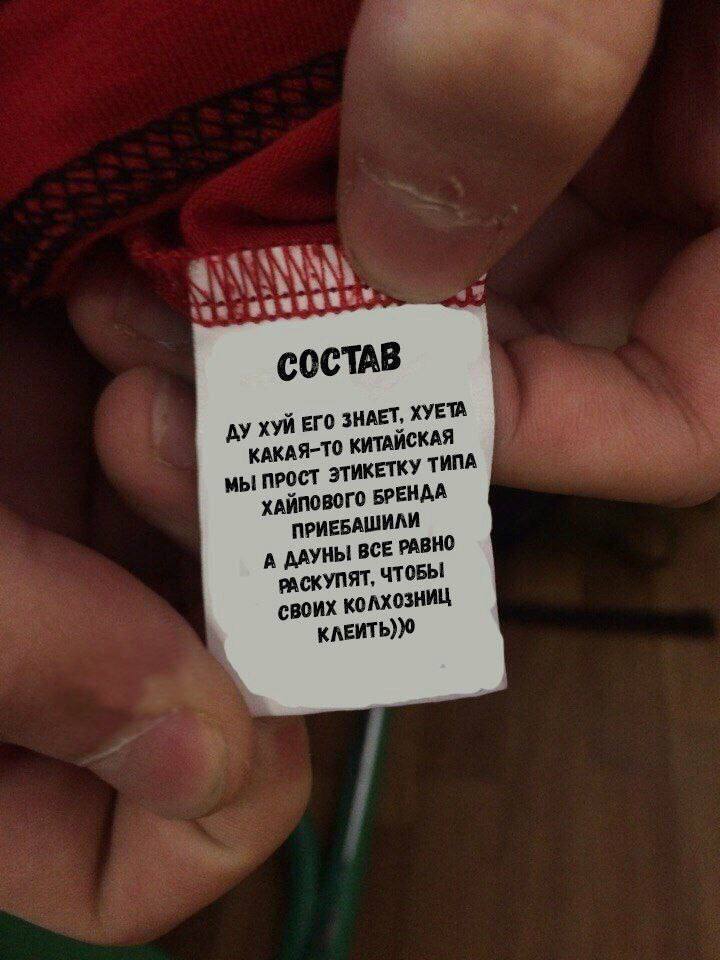 СОСТАВ
ДУ ХУЙ ЕГО ЗНАЕТ, ХУЕТА
КАКАЯ-ТО КИТАЙСКАЯ
МЫ ПРОСТ ЭТИКЕТКУ ТИПА
ХАЙПОВОГО БРЕНДА
ПРИЕБАШИЛИ
А ДАУНЫ ВСЕ РАВНО
РАСКУПЯТ, ЧТОБЫ
СВОИХ КОЛХОЗНИЦ
КЛЕИТЬ))0